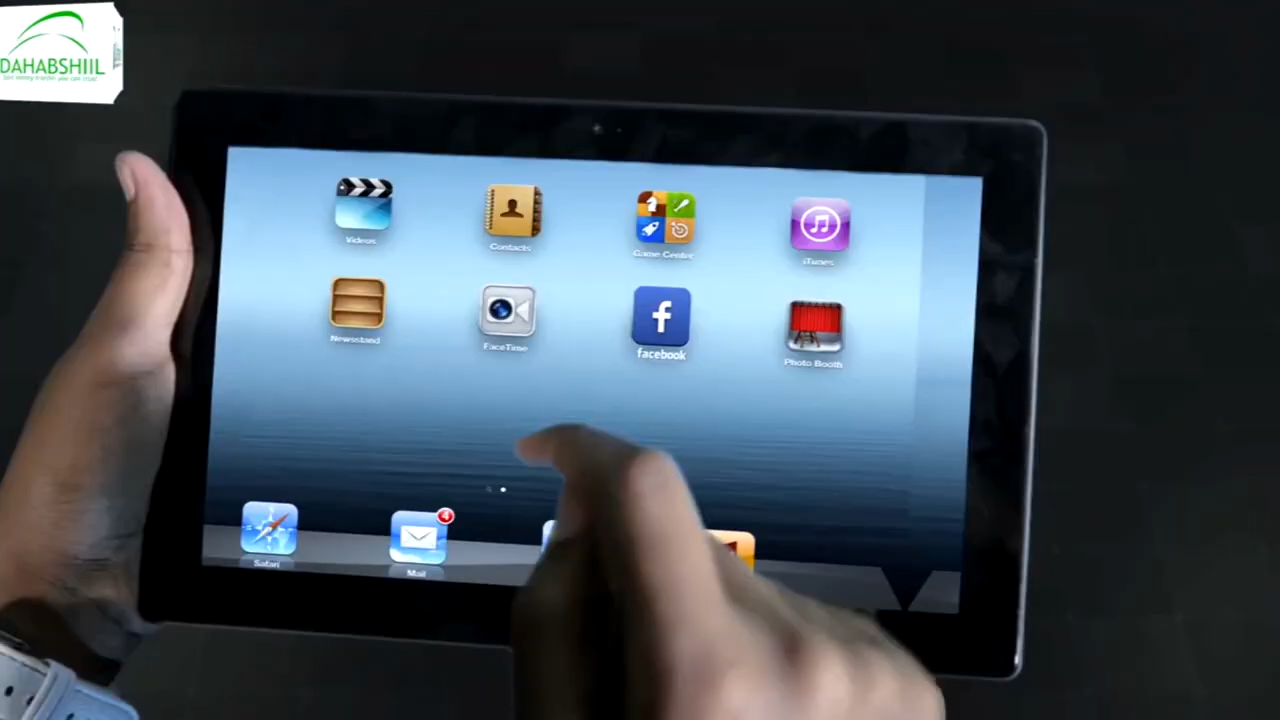 DAHABSHIIL
Videos
Contacts
Game Center
iTunes
Newsstand
FaceTime
facebook
Photo Booth
4
Safari
Mail